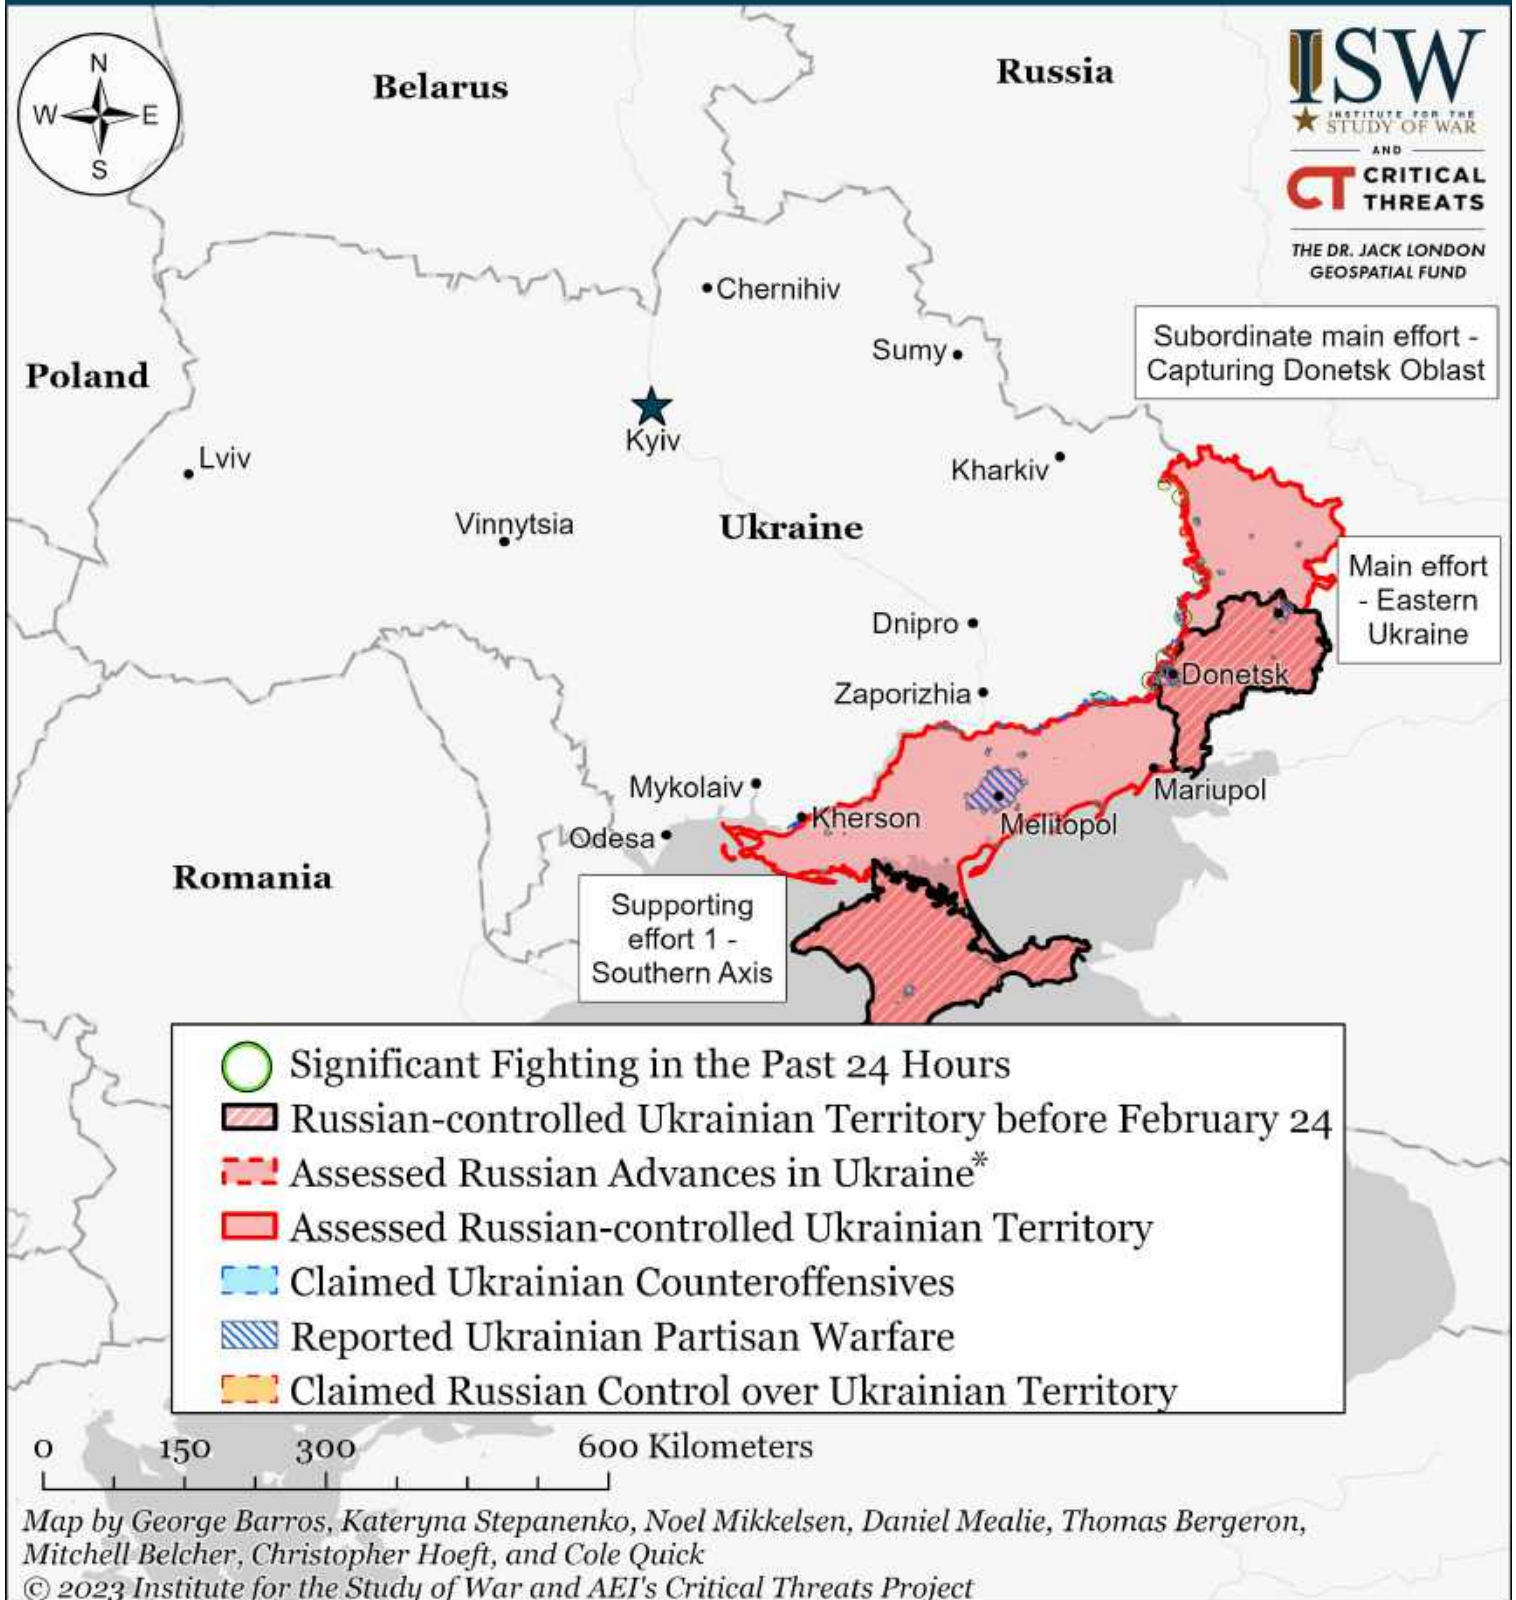 N
W
E
S
Belarus
Russia
ISW
INSTITUTE FOR THE
STUDY OF WAR
AND
CT CRITICAL
THREATS
THE DR. JACK LONDON
GEOSPATIAL FUND
Chernihiv
Subordinate main effort -
Capturing Donetsk Oblast
Sumy
Poland
Kyiv
Lviv
Kharkiv
Vinnytsia
Ukraine
Main effort
- Eastern
Ukraine
Dnipro
Donetsk
Zaporizhia
Mykolaiv
Mariupol
Kherson
Melitopol
Odesa
Romania
Supporting
effort 1 -
Southern Axis
Significant Fighting in the Past 24 Hours
Russian-controlled Ukrainian Territory before February 24
Assessed Russian Advances in Ukraine*
Assessed Russian-controlled Ukrainian Territory
Claimed Ukrainian Counteroffensives
Reported Ukrainian Partisan Warfare
Claimed Russian Control over Ukrainian Territory
0 150 300 600 Kilometers
Map by George Barros, Kateryna Stepanenko, Noel Mikkelsen, Daniel Mealie, Thomas Bergeron,
Mitchell Belcher, Christopher Hoeft, and Cole Quick
© 2023 Institute for the Study of War and AEI's Critical Threats Project